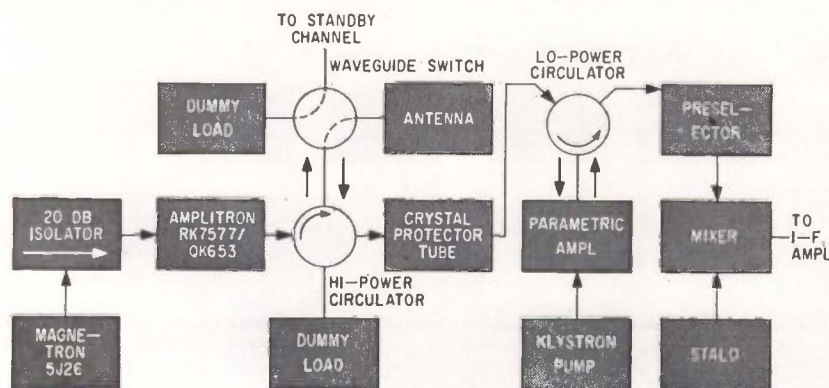 TO STANDBY
CHANNEL
WAVEGUIDE SWITCH
LO-POWER
CIRCULATOR
DUMMY
LOAD
ANTENNA
PRESEL-
ECTOR
20 DB
ISOLATOR
AMPLITRON
RK7577/
QK653
CRYSTAL
PROTECTOR
TUBE
PARAMETRIC
AMPL
MIXER
TO
I-F
AMPL
HI-POWER
CIRCULATOR
MAGNE-
TRON
5J26
DUMMY
LOAD
KLYSTRON
PUMP
STALO